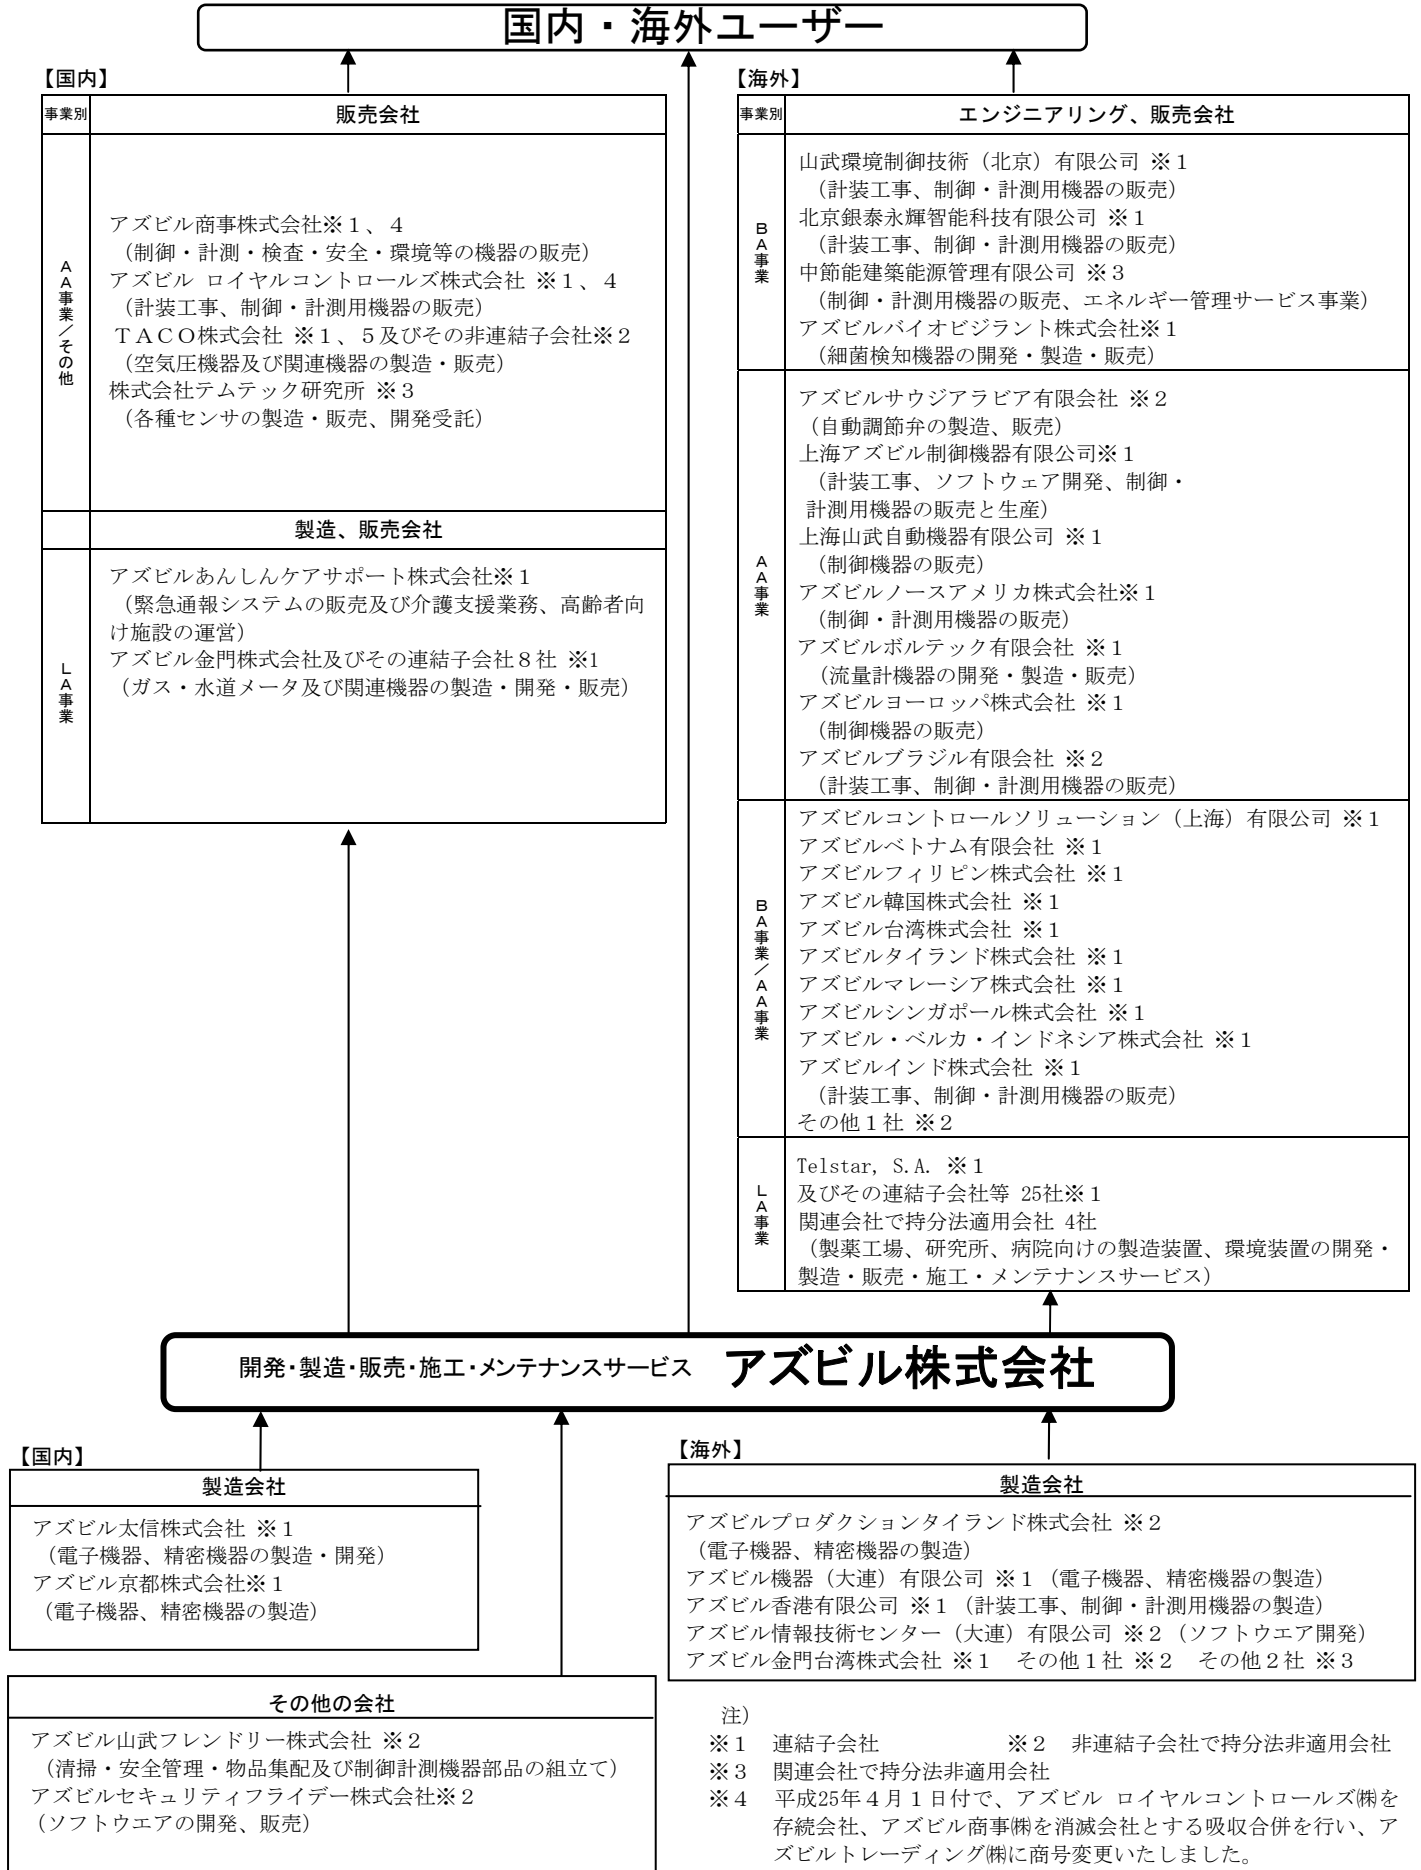 国内・海外ユーザー
【国内】
事業別
販売会社
AA事業／その他
アズビル商事株式会社※１、４
（制御・計測・検査・安全・環境等の機器の販売）
アズビル ロイヤルコントロールズ株式会社 ※１、４
（計装工事、制御・計測用機器の販売）
ＴＡＣＯ株式会社 ※１、５及びその非連結子会社※２
（空気圧機器及び関連機器の製造・販売）
株式会社テムテック研究所 ※３
（各種センサの製造・販売、開発受託）
製造、販売会社
LA事業
アズビルあんしんケアサポート株式会社※１
（緊急通報システムの販売及び介護支援業務、高齢者向
け施設の運営）
アズビル金門株式会社及びその連結子会社８社 ※1
（ガス・水道メータ及び関連機器の製造・開発・販売）
【海外】
事業別
エンジニアリング、販売会社
BA事業
山武環境制御技術（北京）有限公司 ※１
（計装工事、制御・計測用機器の販売）
北京銀泰永輝智能科技有限公司 ※１
（計装工事、制御・計測用機器の販売）
中節能建築能源管理有限公司 ※３
（制御・計測用機器の販売、エネルギー管理サービス事業）
アズビルバイオビジラント株式会社※１
（細菌検知機器の開発・製造・販売）
AA事業
アズビルサウジアラビア有限会社 ※２
（自動調節弁の製造、販売）
上海アズビル制御機器有限公司※１
（計装工事、ソフトウェア開発、制御・
計測用機器の販売と生産）
上海山武自動機器有限公司 ※１
（制御機器の販売）
アズビルノースアメリカ株式会社※１
（制御・計測用機器の販売）
アズビルボルテック有限会社 ※１
（流量計機器の開発・製造・販売）
アズビルヨーロッパ株式会社 ※１
（制御機器の販売）
アズビルブラジル有限会社 ※２
（計装工事、制御・計測用機器の販売）
BA事業／AA事業
アズビルコントロールソリューション（上海）有限公司 ※１
アズビルベトナム有限会社 ※１
アズビルフィリピン株式会社 ※１
アズビル韓国株式会社 ※１
アズビル台湾株式会社 ※１
アズビルタイランド株式会社 ※１
アズビルマレーシア株式会社 ※１
アズビルシンガポール株式会社 ※１
アズビル・ベルカ・インドネシア株式会社 ※１
アズビルインド株式会社 ※１
（計装工事、制御・計測用機器の販売）
その他１社 ※２
LA事業
Telstar, S.A. ※１
及びその連結子会社等 25社※１
関連会社で持分法適用会社 4社
（製薬工場、研究所、病院向けの製造装置、環境装置の開発・
製造・販売・施工・メンテナンスサービス）
開発・製造・販売・施工・メンテナンスサービス アズビル株式会社
【国内】
製造会社
アズビル太信株式会社 ※１
（電子機器、精密機器の製造・開発）
アズビル京都株式会社※１
（電子機器、精密機器の製造）
その他の会社
アズビル山武フレンドリー株式会社 ※２
（清掃・安全管理・物品集配及び制御計測機器部品の組立て）
アズビルセキュリティフライデー株式会社※２
（ソフトウエアの開発、販売）
【海外】
製造会社
アズビルプロダクションタイランド株式会社 ※２
（電子機器、精密機器の製造）
アズビル機器（大連）有限公司 ※１（電子機器、精密機器の製造）
アズビル香港有限公司 ※１（計装工事、制御・計測用機器の製造）
アズビル情報技術センター（大連）有限公司 ※２（ソフトウエア開発）
アズビル金門台湾株式会社 ※１　その他１社 ※２　その他２社 ※３
注）
※１　連結子会社　　　　※２　非連結子会社で持分法非適用会社
※３　関連会社で持分法非適用会社
※４　平成25年４月１日付で、アズビル ロイヤルコントロールズ㈱を
存続会社、アズビル商事㈱を消滅会社とする吸収合併を行い、ア
ズビルトレーディング㈱に商号変更いたしました。